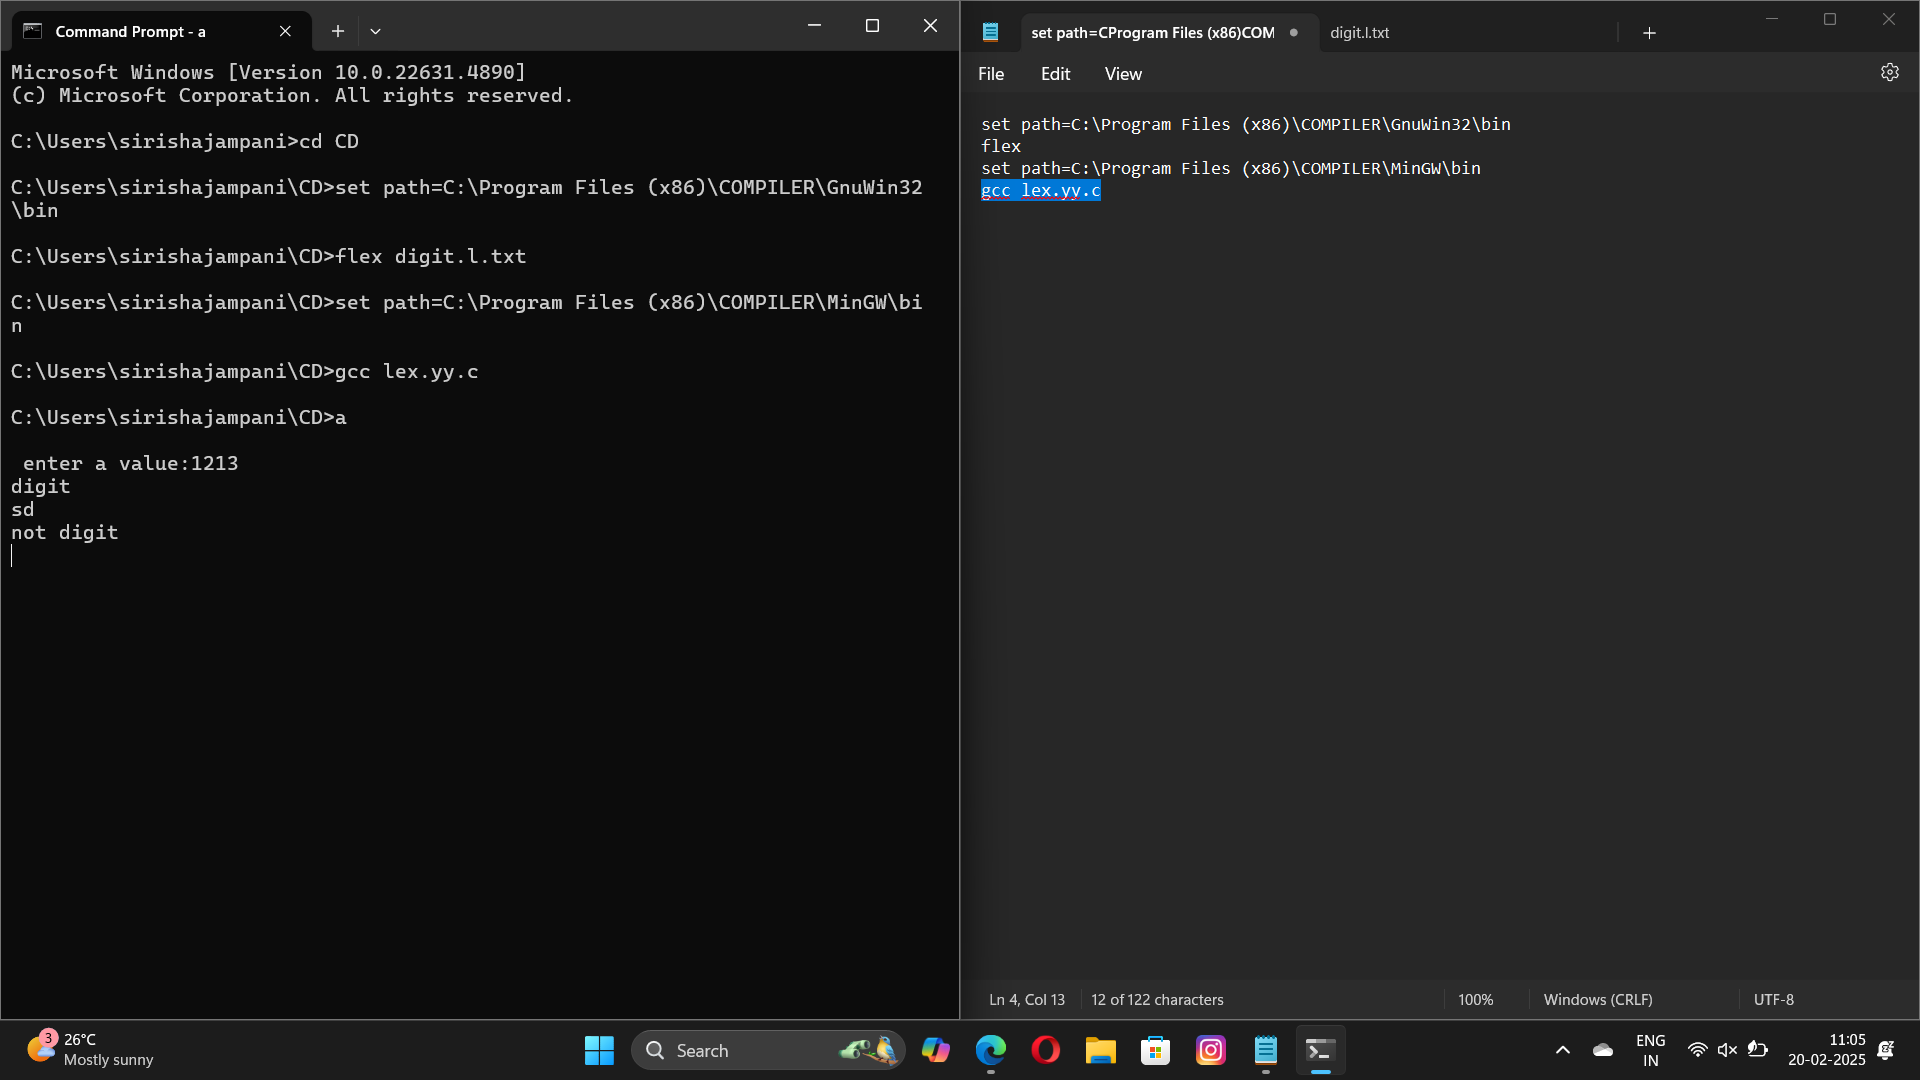 Command Prompt - a
Microsoft Windows [Version 10.0.22631.4890]
(c) Microsoft Corporation. All rights reserved.
C:\Users\sirishajampani>cd CD
C:\Users\sirishajampani\CD>set path=C:\Program Files (x86)\COMPILER\GnuWin32
\bin
C:\Users\sirishajampani\CD>flex digit.l.txt
C:\Users\sirishajampani\CD>set path=C:\Program Files (x86)\COMPILER\MinGW\bi
n
C:\Users\sirishajampani\CD>gcc lex.yy.c
C:\Users\sirishajampani\CD>a
enter a value:1213
digit
sd
not digit
set path=CProgram Files (x86)COM
digit.l.txt
File Edit View
set path=C:\Program Files (x86)\COMPILER\GnuWin32\bin
flex
set path=C:\Program Files (x86)\COMPILER\MinGW\bin
gcc lex.yy.c
Ln 4, Col 13 12 of 122 characters 100% Windows (CRLF) UTF-8
3
26°C
Mostly sunny
Search
ENG
IN
11:05
20-02-2025